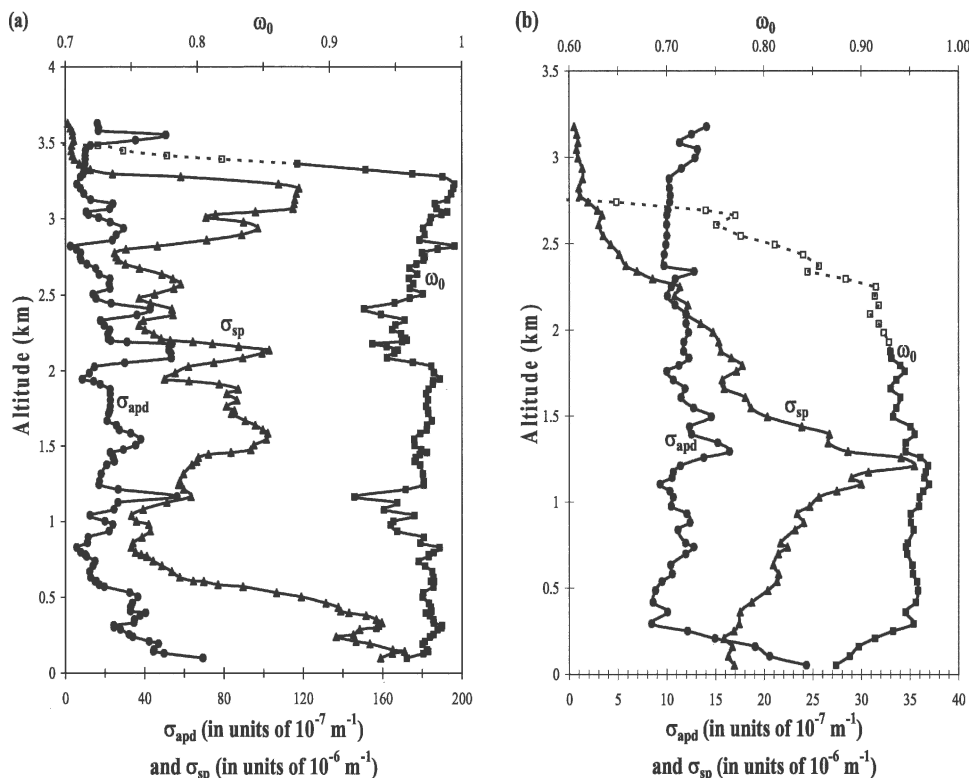 (a)
ω₀
0.7 0.8 0.9 1
4
3.5
3
2.5
2
1.5
1
0.5
0
Altitude (km)
ω₀
σsp
σapd
0 40 80 120 160 200
σapd (in units of 10⁻⁷ m⁻¹)
and σsp (in units of 10⁻⁶ m⁻¹)
(b)
ω₀
0.60 0.70 0.80 0.90 1.00
3.5
3
2.5
2
1.5
1
0.5
0
Altitude (km)
ω₀
σsp
σapd
0 5 10 15 20 25 30 35 40
σapd (in units of 10⁻⁷ m⁻¹)
and σsp (in units of 10⁻⁶ m⁻¹)